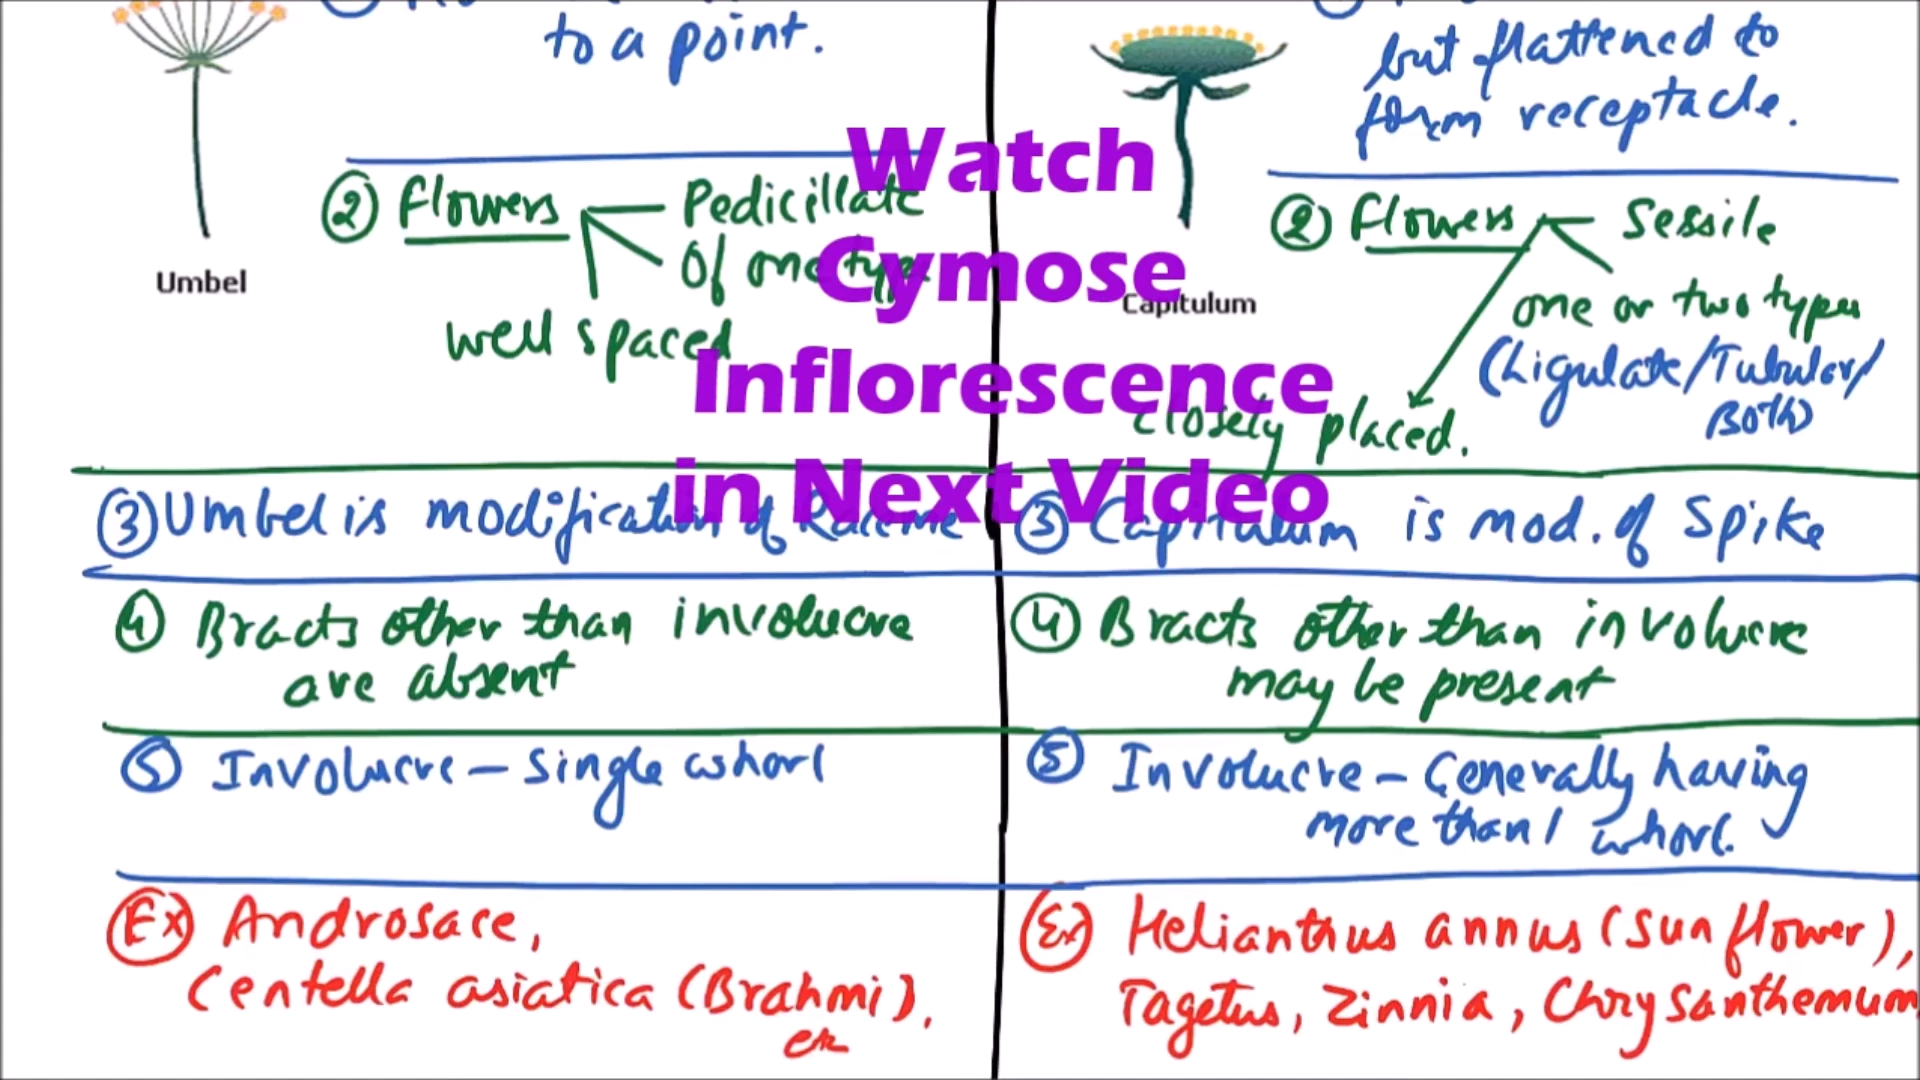 to a point.
② Flowers
Pedicillate
Of one type
well spaced
Umbel
③ Umbel is modification of Raceme
④ Bracts other than involucre
are absent
⑤ Involucre – Single whorl
Ex Androsace,
Centella asiatica (Brahmi),
etc
but flattened to
form receptacle.
② Flowers
Sessile
one or two types
(Ligulate/Tubular/
Both)
closely placed.
Capitulum
③ Capitulum is mod. of Spike
④ Bracts other than involucre
may be present
⑤ Involucre – Generally having
more than 1 whorl.
Ex Helianthus annus (Sunflower),
Tagetus, Zinnia, Chrysanthemum
Watch
Cymose
Inflorescence
in Next Video